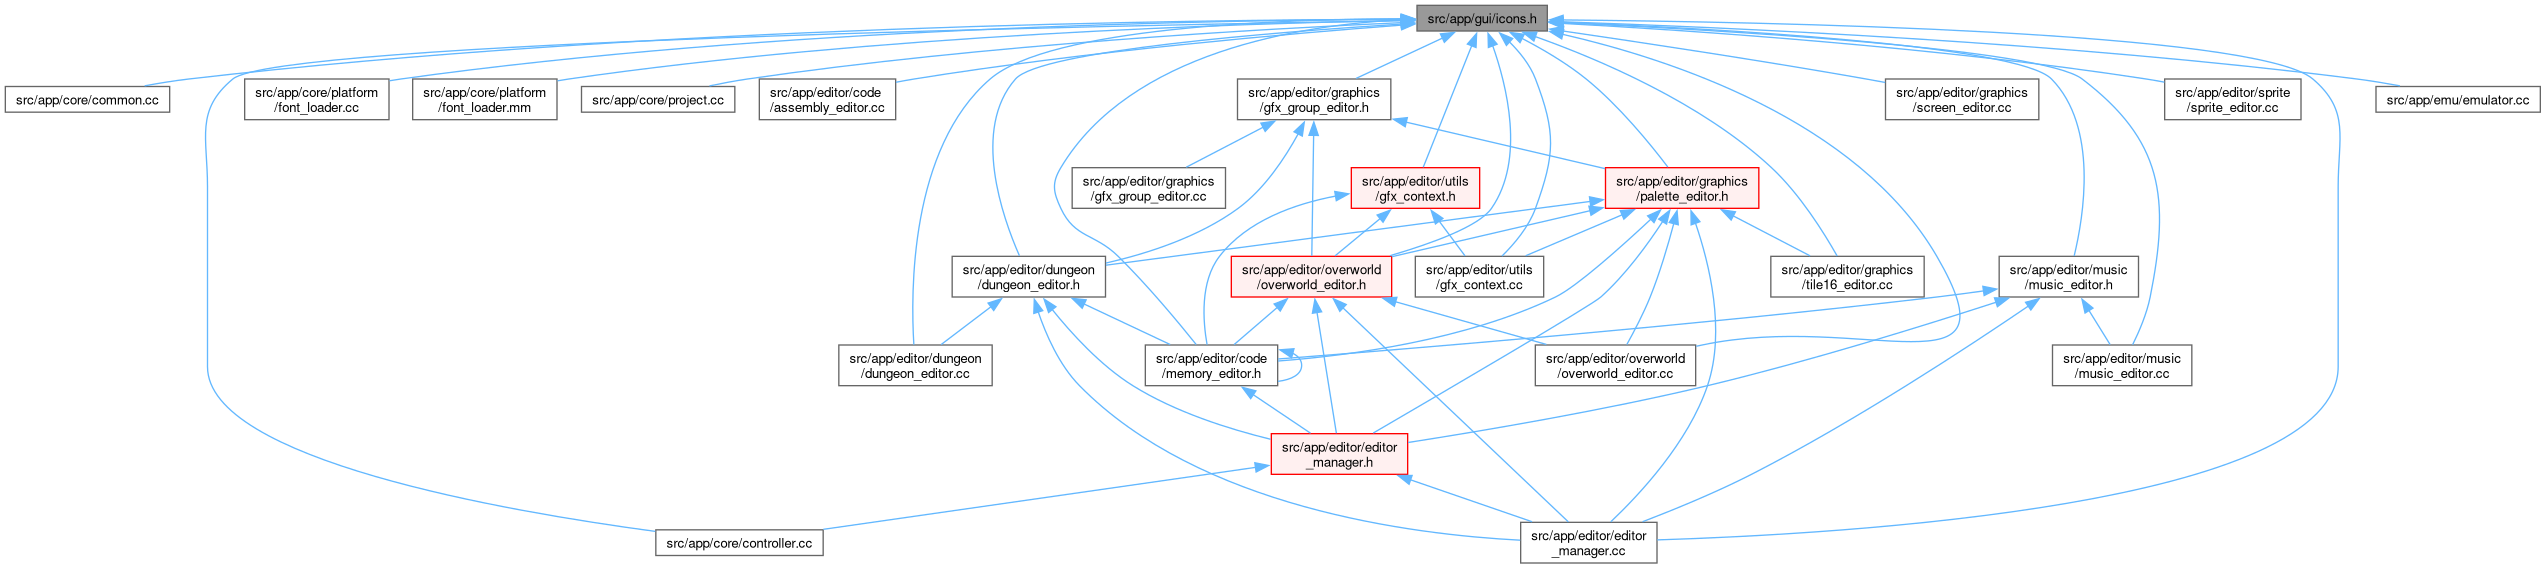 src/app/gui/icons.h
src/app/core/common.cc
src/app/core/platform
/font_loader.cc
src/app/core/platform
/font_loader.mm
src/app/core/project.cc
src/app/editor/code
/assembly_editor.cc
src/app/editor/graphics
/gfx_group_editor.h
src/app/editor/graphics
/screen_editor.cc
src/app/editor/sprite
/sprite_editor.cc
src/app/emu/emulator.cc
src/app/editor/graphics
/gfx_group_editor.cc
src/app/editor/utils
/gfx_context.h
src/app/editor/graphics
/palette_editor.h
src/app/editor/dungeon
/dungeon_editor.h
src/app/editor/overworld
/overworld_editor.h
src/app/editor/utils
/gfx_context.cc
src/app/editor/graphics
/tile16_editor.cc
src/app/editor/music
/music_editor.h
src/app/editor/dungeon
/dungeon_editor.cc
src/app/editor/code
/memory_editor.h
src/app/editor/overworld
/overworld_editor.cc
src/app/editor/music
/music_editor.cc
src/app/editor/editor
_manager.h
src/app/core/controller.cc
src/app/editor/editor
_manager.cc